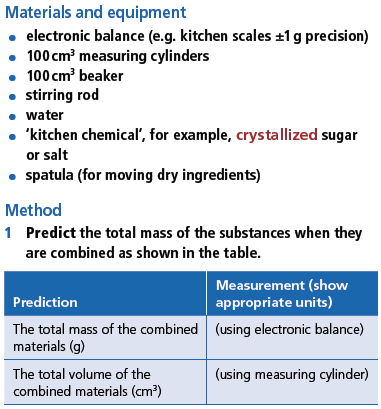 Materials and equipment
● electronic balance (e.g. kitchen scales ±1 g precision)
● 100 cm³ measuring cylinders
● 100 cm³ beaker
● stirring rod
● water
● ‘kitchen chemical’, for example, crystallized sugar
or salt
● spatula (for moving dry ingredients)
Method
1 Predict the total mass of the substances when they
are combined as shown in the table.
Prediction
Measurement (show
appropriate units)
The total mass of the combined
materials (g)
(using electronic balance)
The total volume of the
combined materials (cm³)
(using measuring cylinder)